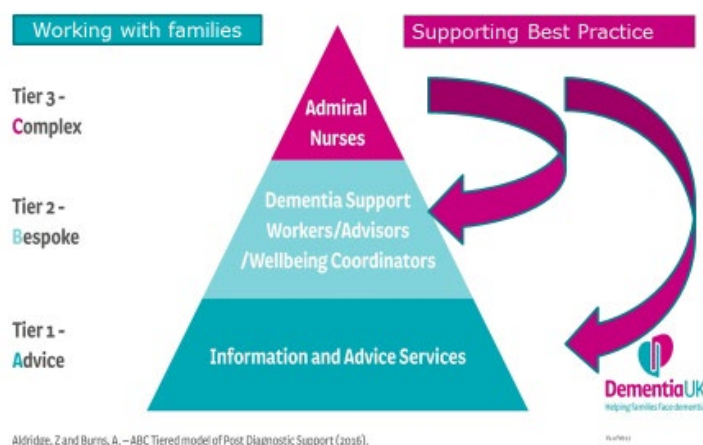 Working with families
Supporting Best Practice
Tier 3 -
Complex
Admiral
Nurses
Tier 2 -
Bespoke
Dementia Support
Workers/Advisors
/Wellbeing Coordinators
Tier 1 -
Advice
Information and Advice Services
DementiaUK
Helping families face dementia
Aldridge, Z and Burns, A. – ABC Tiered model of Post Diagnostic Support (2016).